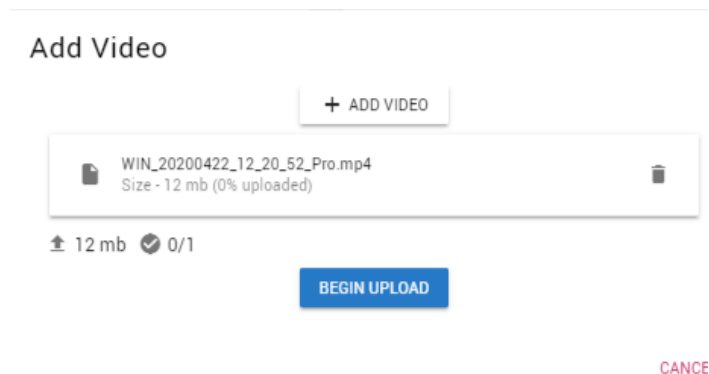 Add Video
+ ADD VIDEO
WIN_20200422_12_20_52_Pro.mp4
Size - 12 mb (0% uploaded)
12 mb 0/1
BEGIN UPLOAD
CANCE